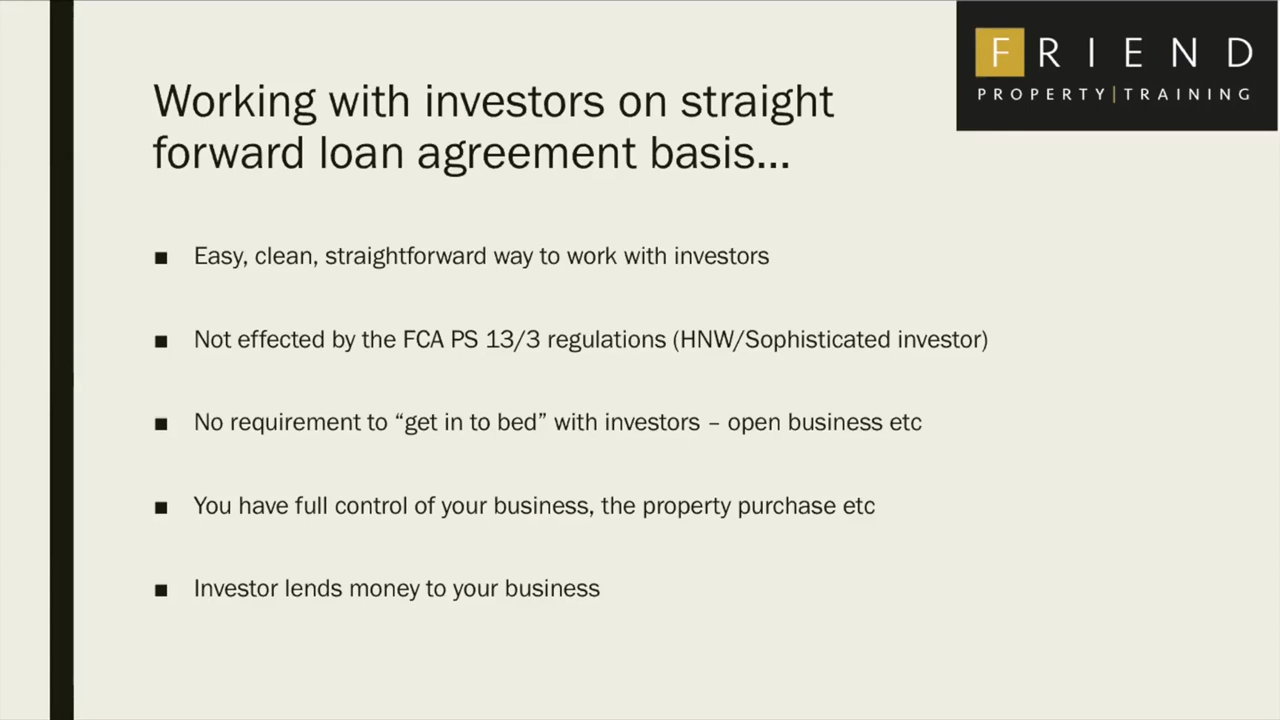 FRIEND
PROPERTY|TRAINING
Working with investors on straight
forward loan agreement basis...
■ Easy, clean, straightforward way to work with investors
■ Not effected by the FCA PS 13/3 regulations (HNW/Sophisticated investor)
■ No requirement to “get in to bed” with investors – open business etc
■ You have full control of your business, the property purchase etc
■ Investor lends money to your business